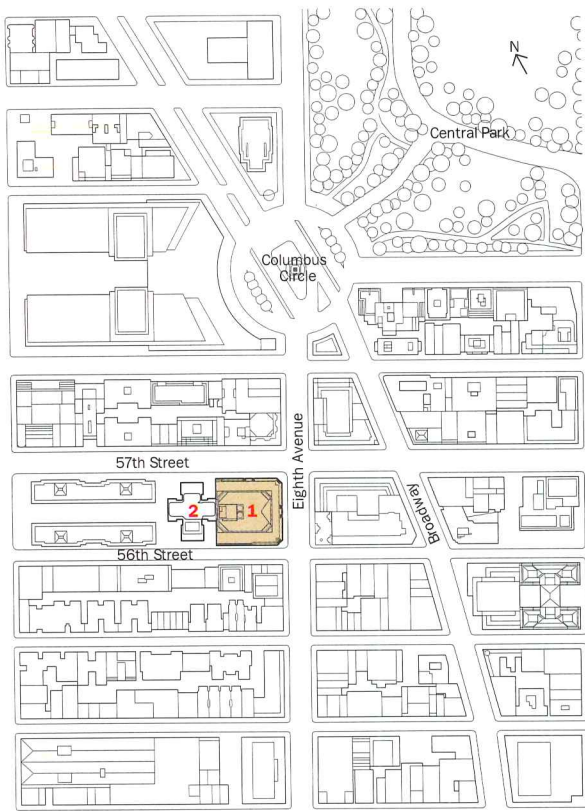 N
Central Park
Columbus
Circle
Eighth Avenue
57th Street
2
1
Broadway
56th Street